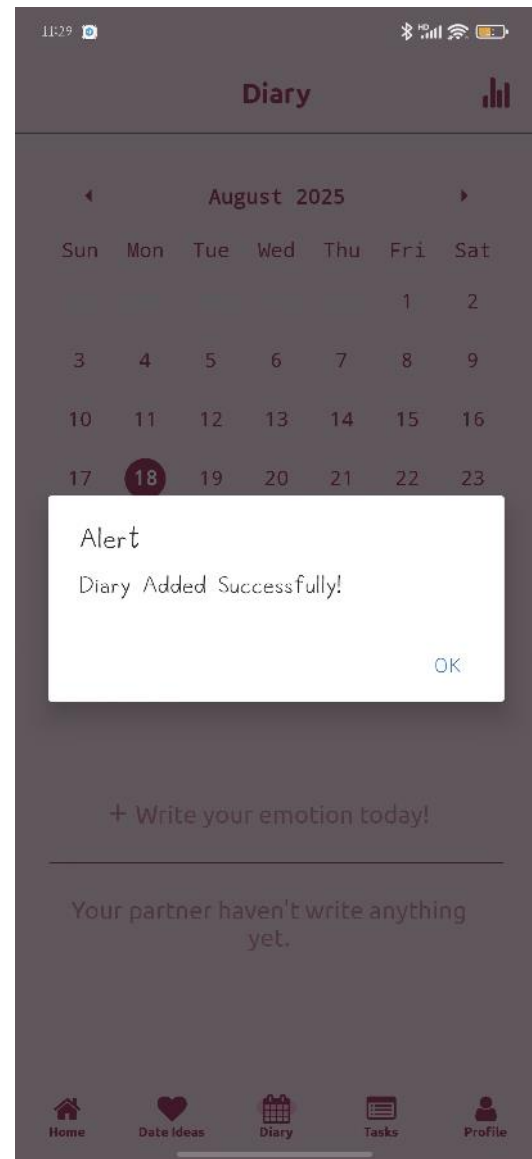 11:29
HD
Diary
August 2025
Sun Mon Tue Wed Thu Fri Sat
1 2
3 4 5 6 7 8 9
10 11 12 13 14 15 16
17 18 19 20 21 22 23
Alert
Diary Added Successfully!
OK
+ Write your emotion today!
Your partner haven't write anything
yet.
Home Date Ideas Diary Tasks Profile